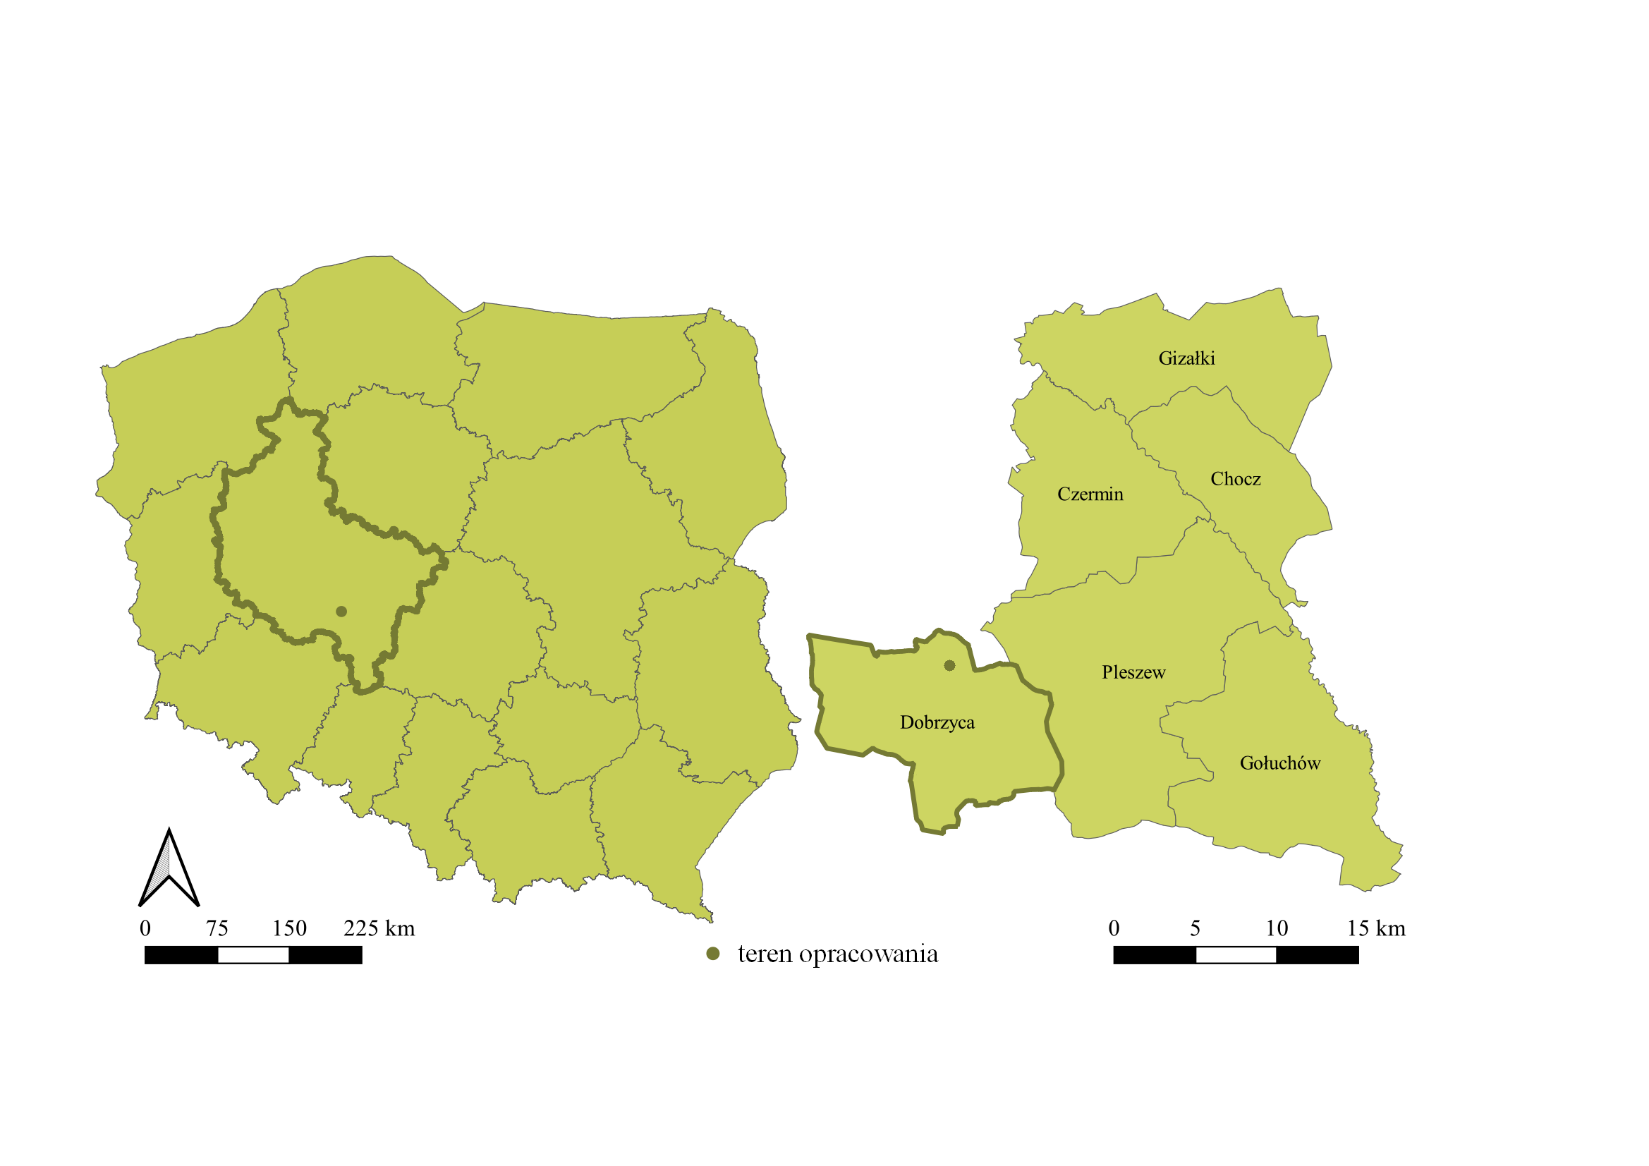 Gizałki
Chocz
Czermin
Pleszew
Dobrzyca
Gołuchów
0 75 150 225 km
teren opracowania
0 5 10 15 km